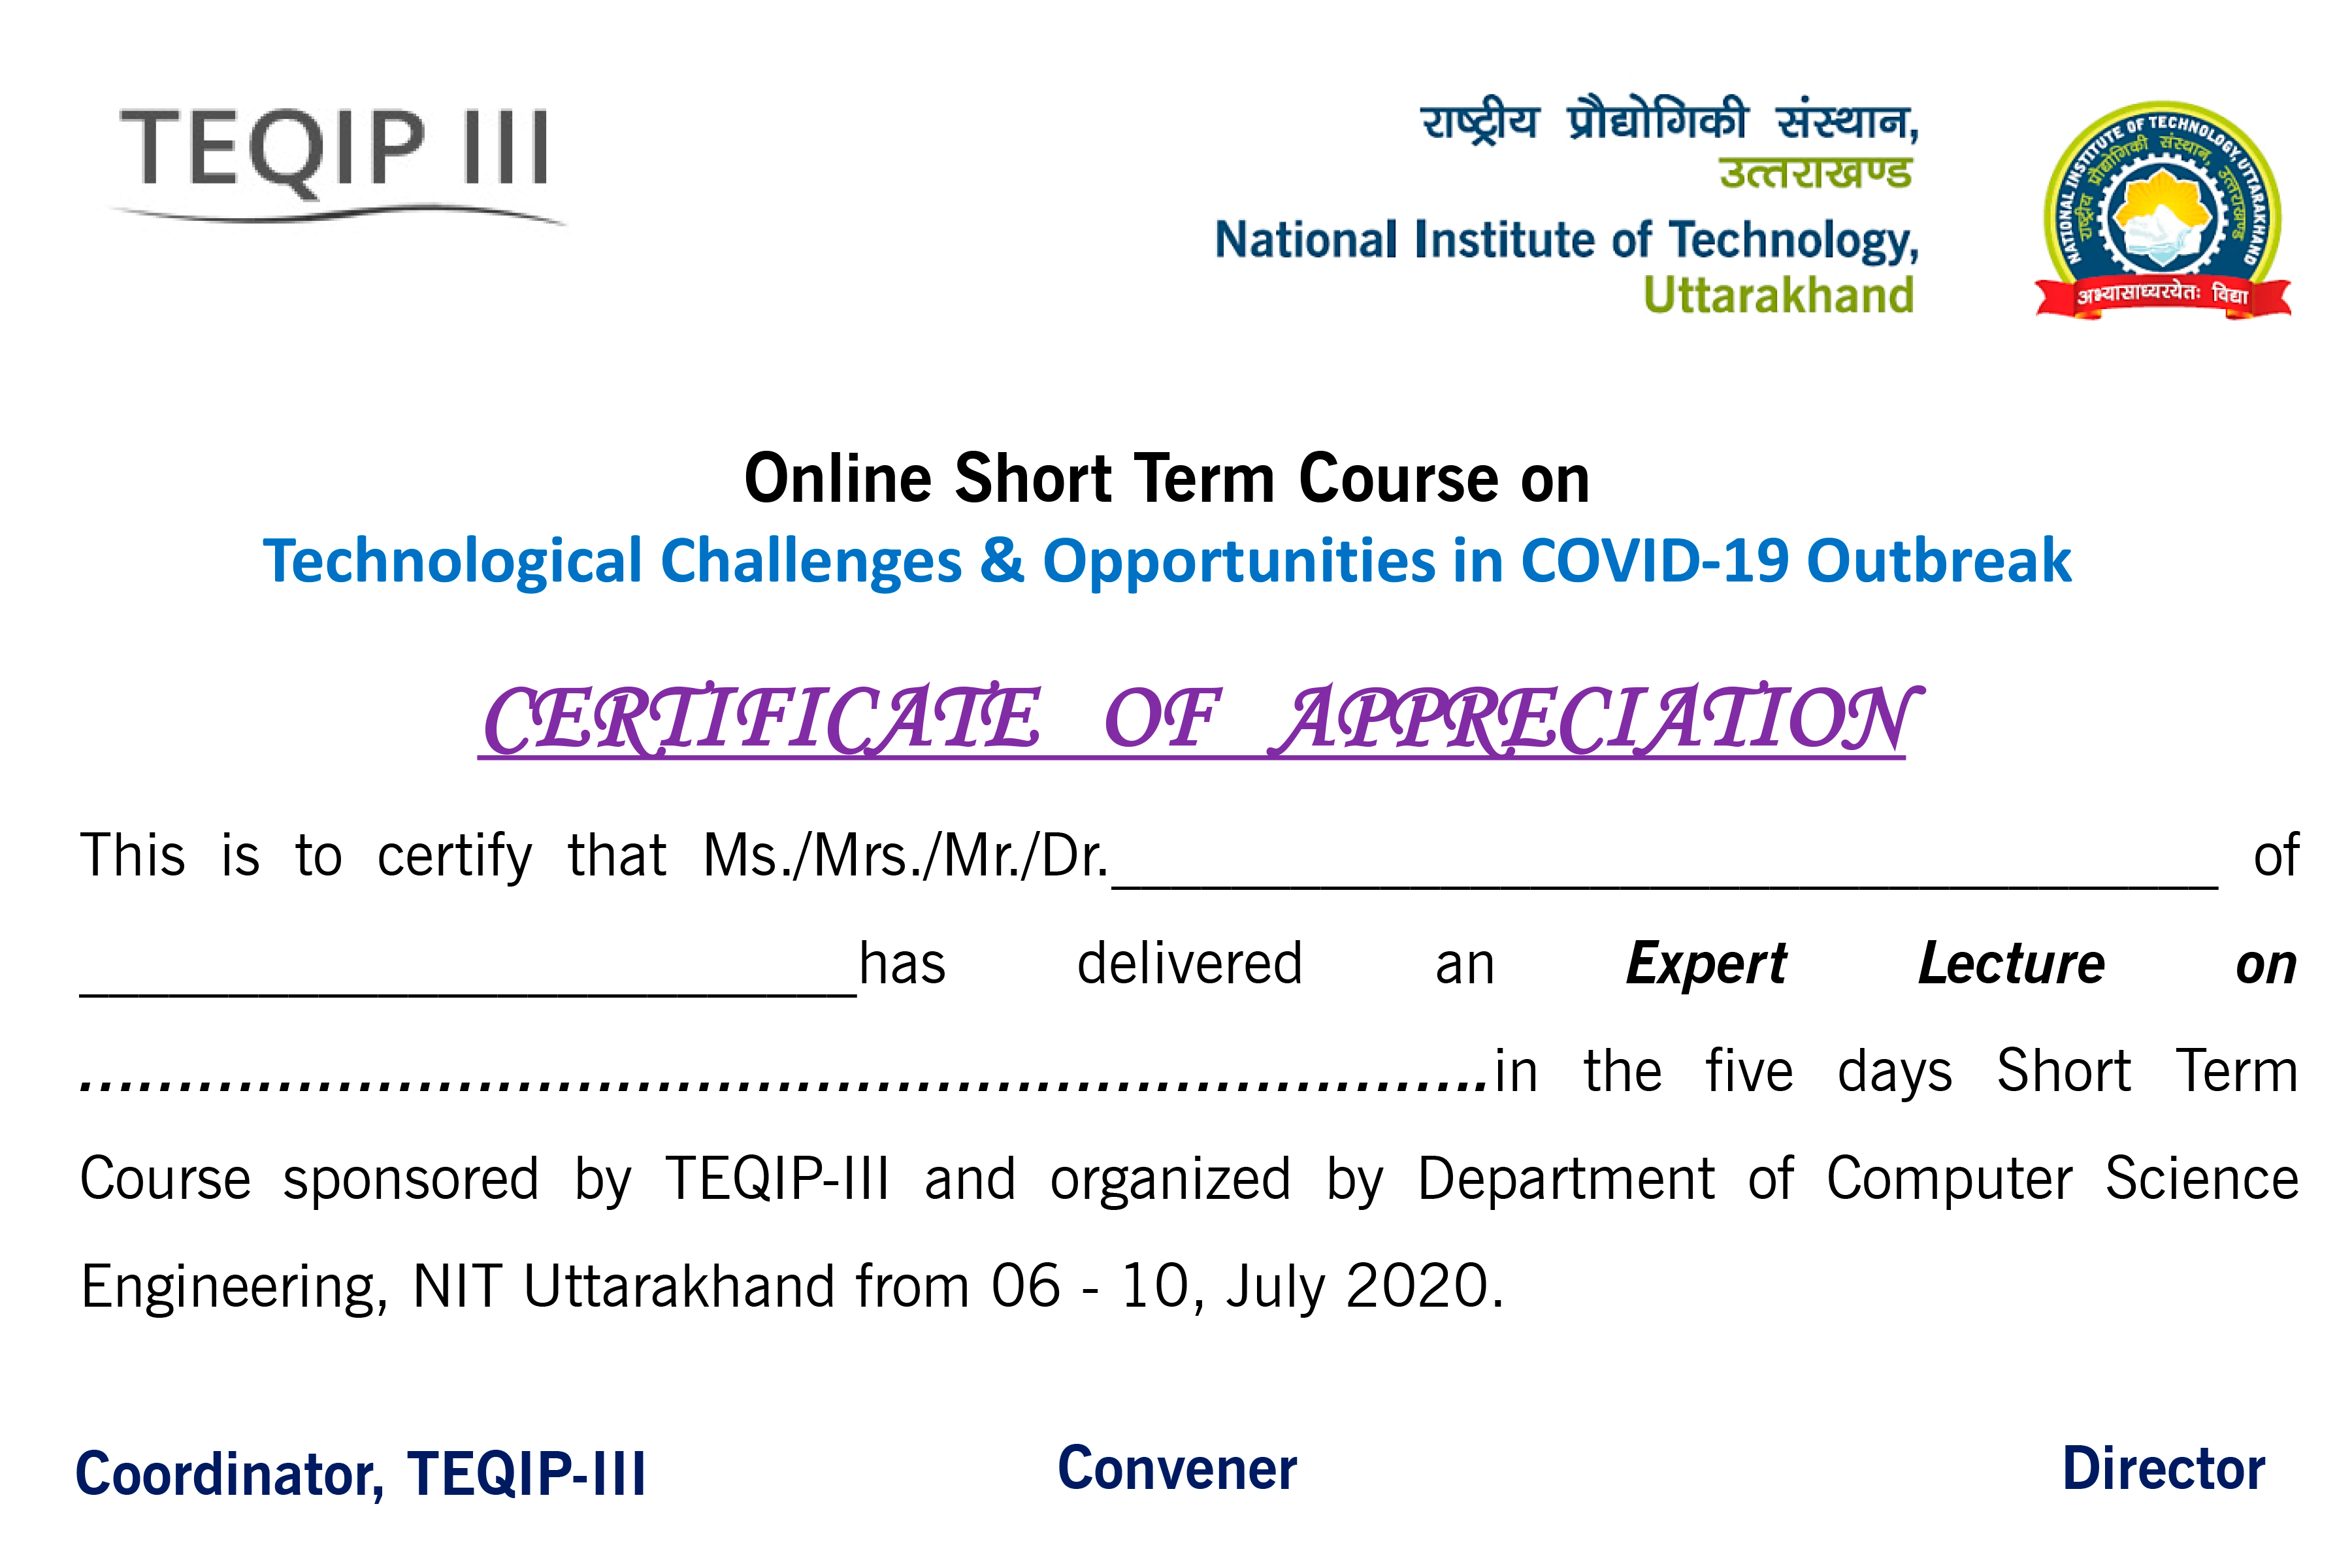 TEQIP III
राष्ट्रीय प्रौद्योगिकी संस्थान,
उत्तराखण्ड
National Institute of Technology,
Uttarakhand
NATIONAL INSTITUTE OF TECHNOLOGY, UTTARAKHAND
राष्ट्रीय प्रौद्योगिकी संस्थान, उत्तराखण्ड
अभ्यासाध्यरयेतः विद्या
Online Short Term Course on
Technological Challenges & Opportunities in COVID-19 Outbreak
CERTIFICATE OF APPRECIATION
This is to certify that Ms./Mrs./Mr./Dr.______________________________________ of
___________________________has delivered an Expert Lecture on
.......................................................................in the five days Short Term
Course sponsored by TEQIP-III and organized by Department of Computer Science
Engineering, NIT Uttarakhand from 06 - 10, July 2020.
Coordinator, TEQIP-III Convener Director